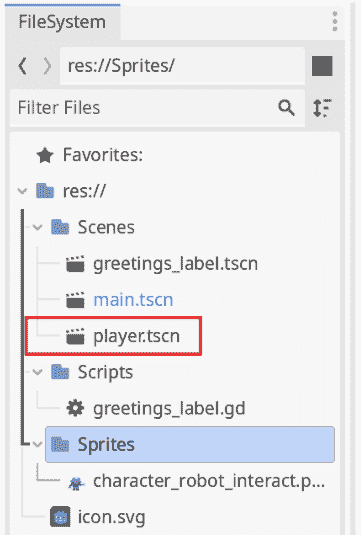 FileSystem
res://Sprites/
Filter Files
Favorites:
res://
Scenes
greetings_label.tscn
main.tscn
player.tscn
Scripts
greetings_label.gd
Sprites
character_robot_interact.p...
icon.svg